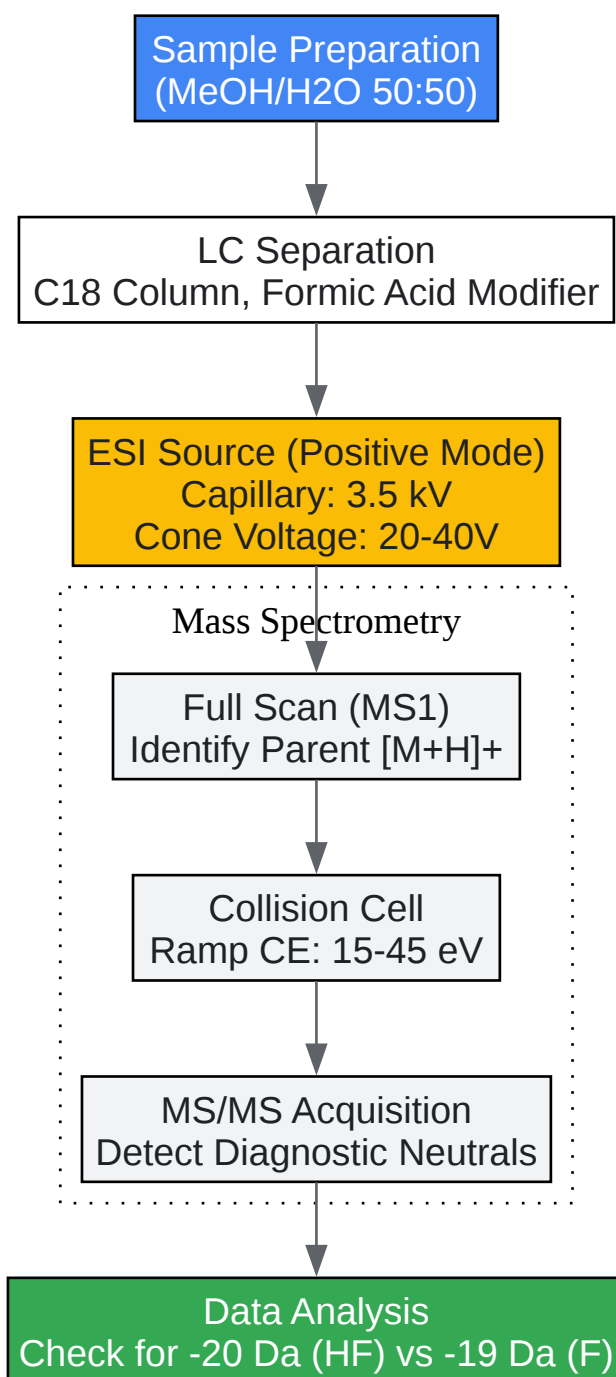 Sample Preparation
(MeOH/H2O 50:50)
LC Separation
C18 Column, Formic Acid Modifier
ESI Source (Positive Mode)
Capillary: 3.5 kV
Cone Voltage: 20-40V
Mass Spectrometry
Full Scan (MS1)
Identify Parent [M+H]+
Collision Cell
Ramp CE: 15-45 eV
MS/MS Acquisition
Detect Diagnostic Neutrals
Data Analysis
Check for -20 Da (HF) vs -19 Da (F)